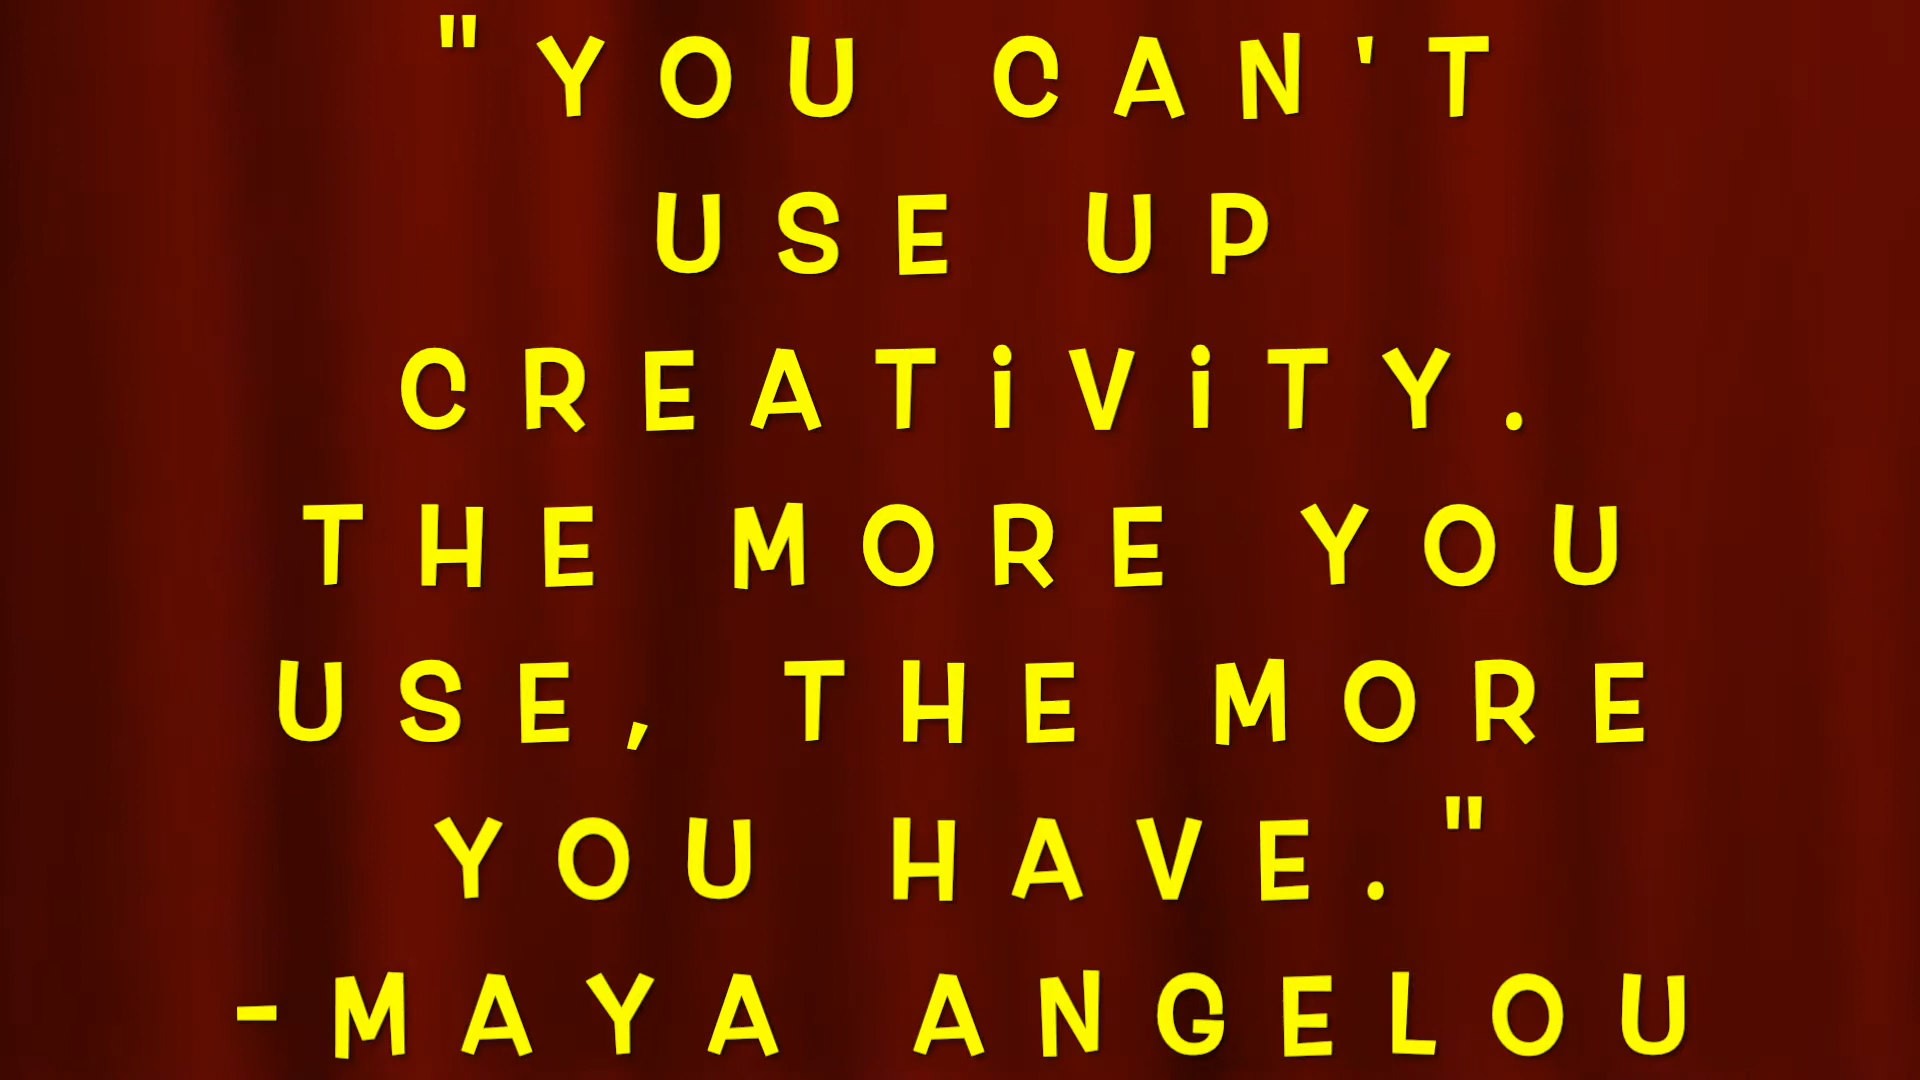 "YOU CAN'T
USE UP
CREATiViTY.
THE MORE YOU
USE, THE MORE
YOU HAVE."
-MAYA ANGELOU